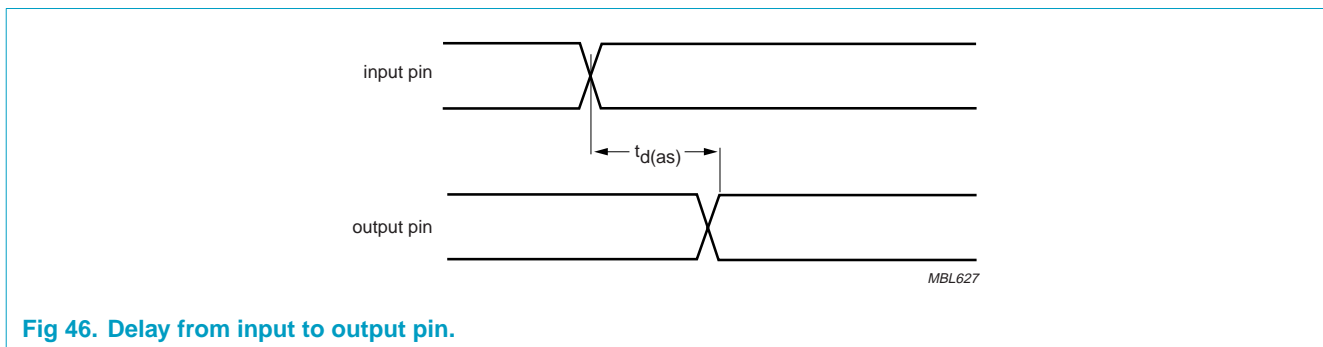 input pin
td(as)
output pin
MBL627
Fig 46. Delay from input to output pin.